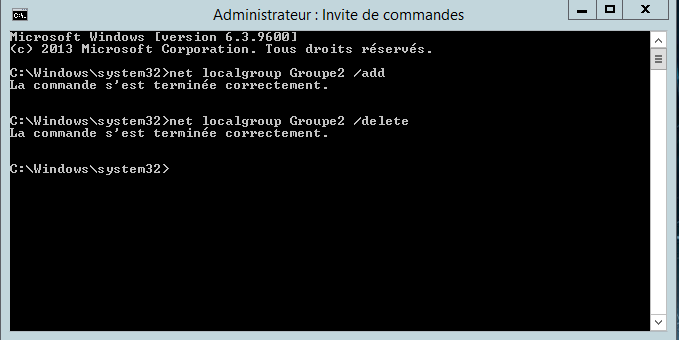 Administrateur : Invite de commandes
Microsoft Windows [version 6.3.9600]
(c) 2013 Microsoft Corporation. Tous droits réservés.
C:\Windows\system32>net localgroup Groupe2 /add
La commande s'est terminée correctement.
C:\Windows\system32>net localgroup Groupe2 /delete
La commande s'est terminée correctement.
C:\Windows\system32>